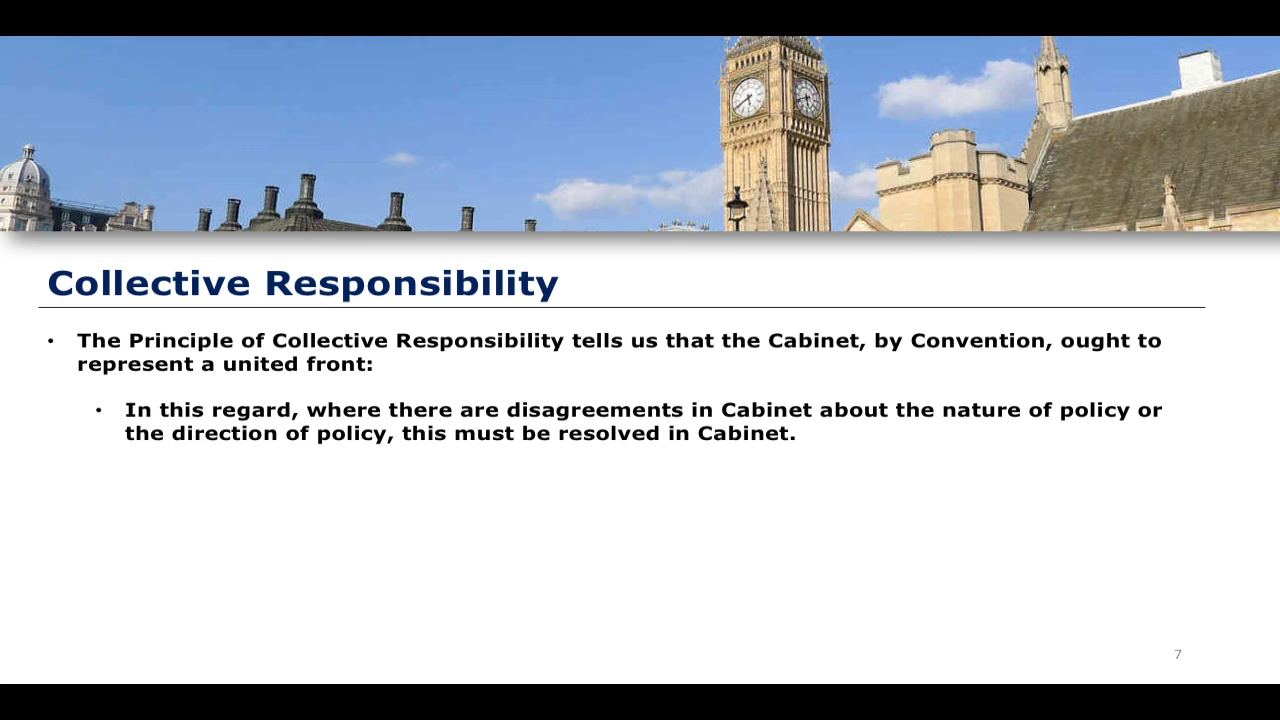 Collective Responsibility
• The Principle of Collective Responsibility tells us that the Cabinet, by Convention, ought to
represent a united front:
• In this regard, where there are disagreements in Cabinet about the nature of policy or
the direction of policy, this must be resolved in Cabinet.
7